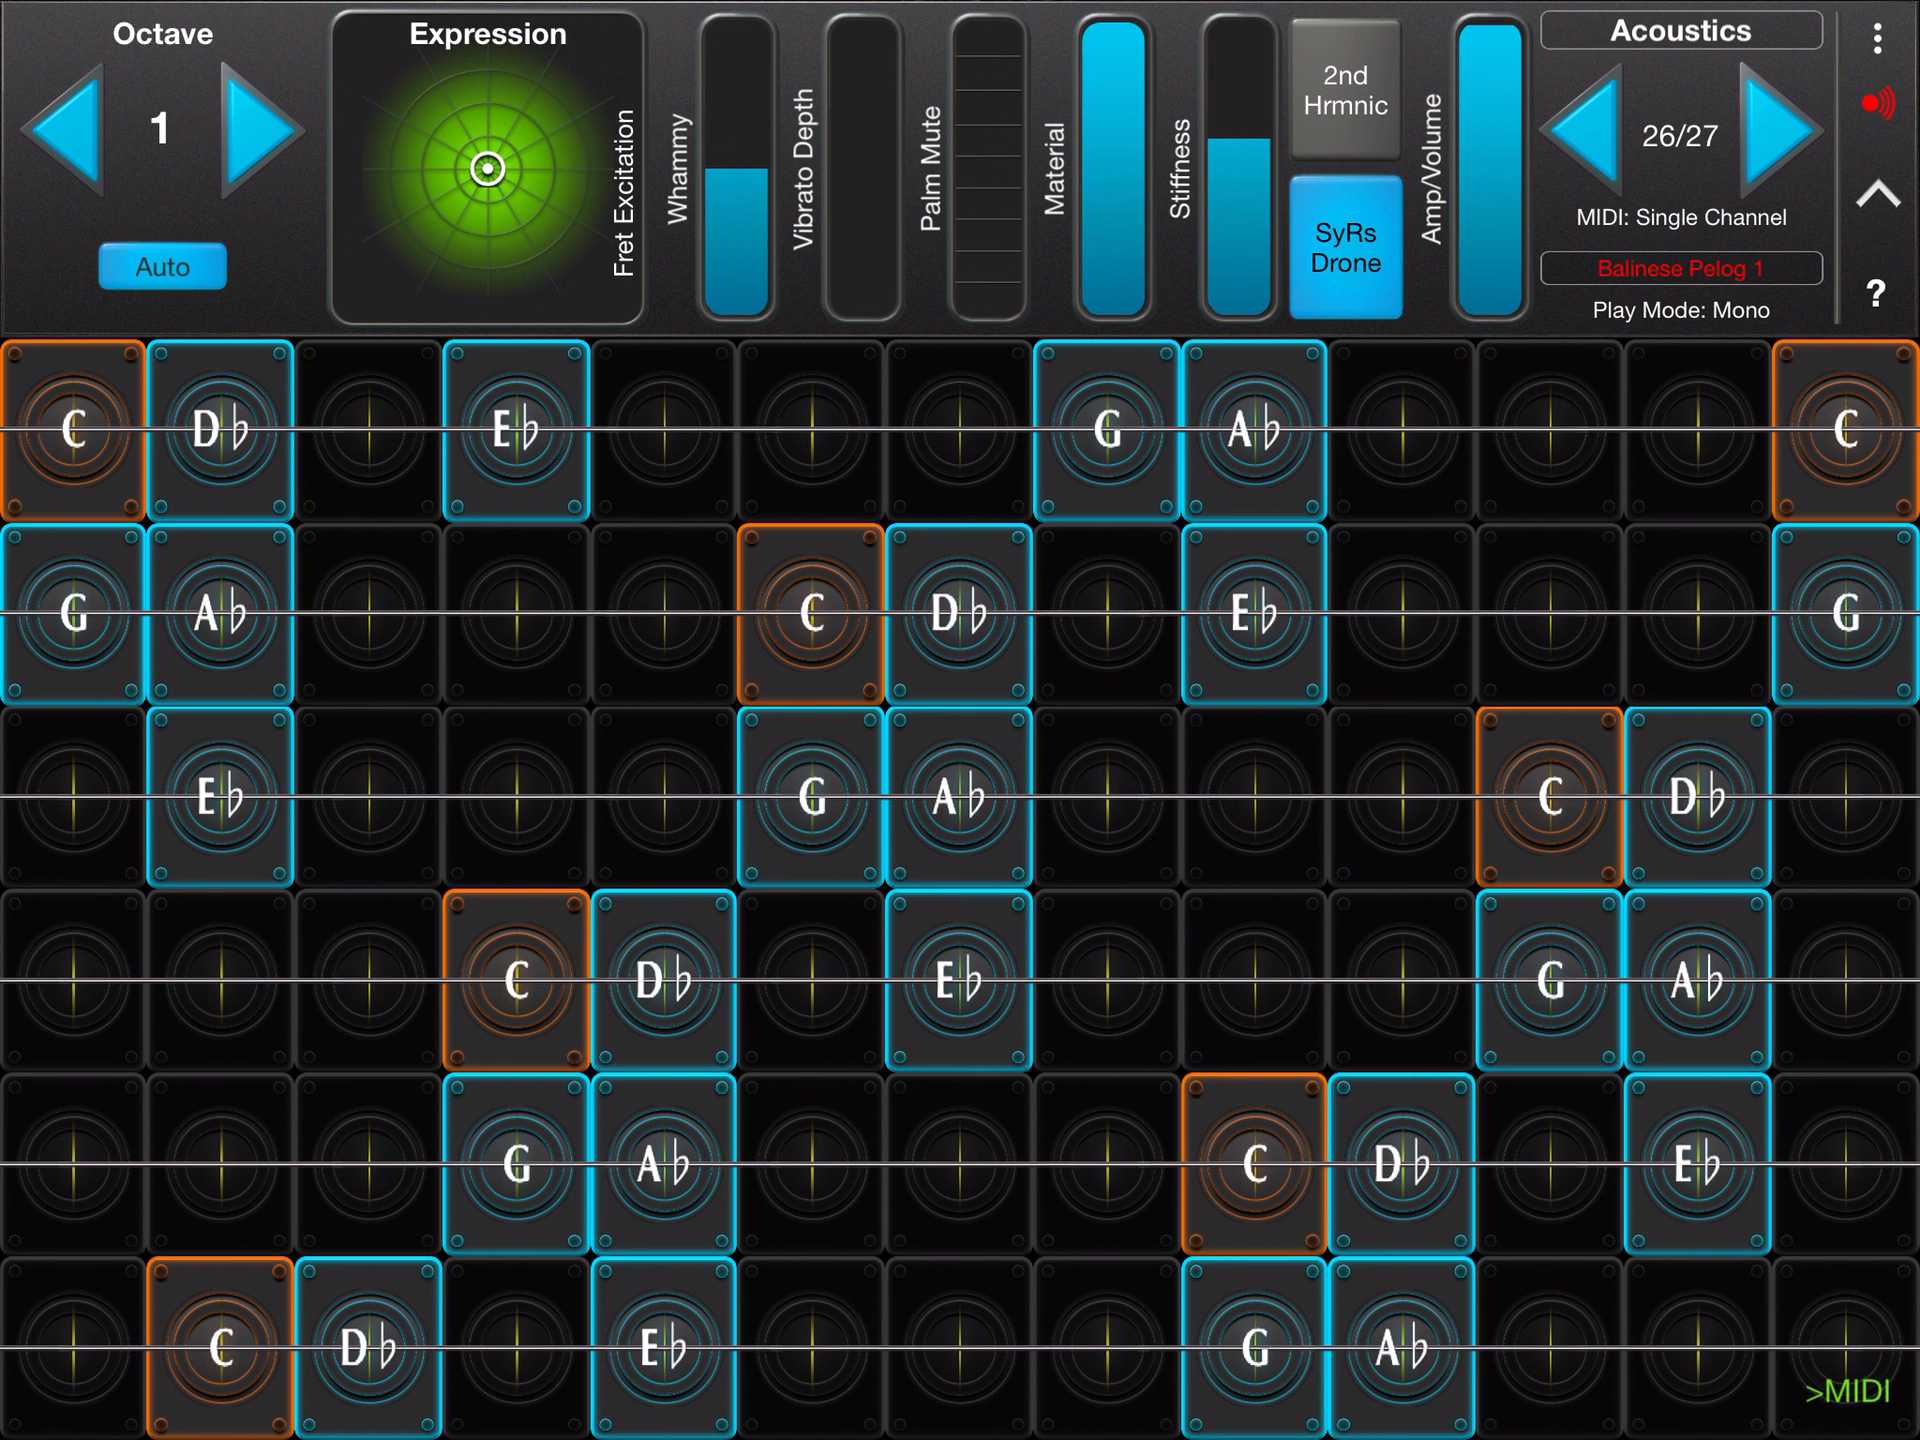 Octave
1
Auto
Expression
Fret Excitation
Whammy
Vibrato Depth
Palm Mute
Material
Stiffness
2nd
Hrmnic
SyRs
Drone
Amp/Volume
Acoustics
26/27
MIDI: Single Channel
Balinese Pelog 1
Play Mode: Mono
?
C D♭ E♭ G A♭ C
G A♭ C D♭ E♭ G
E♭ G A♭ C D♭
C D♭ E♭ G A♭
G A♭ C D♭ E♭
C D♭ E♭ G A♭
>MIDI